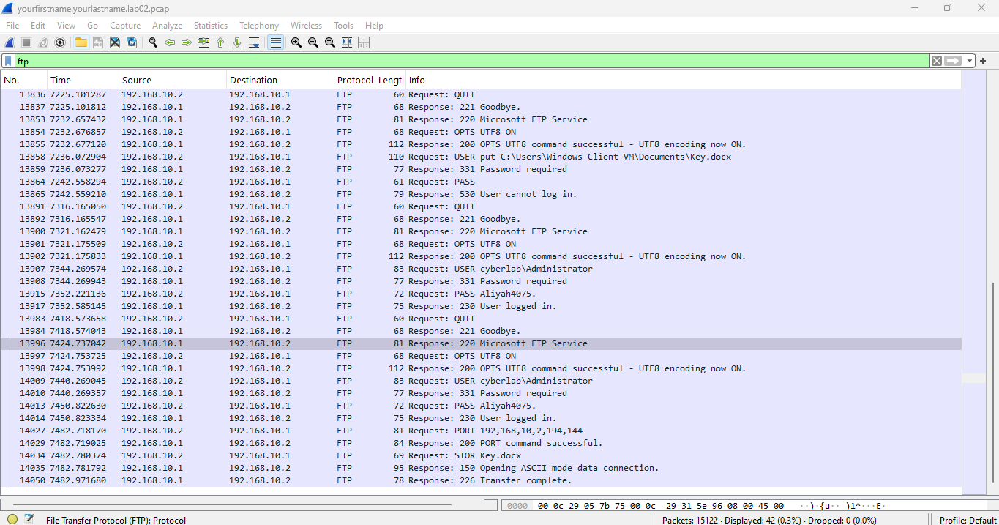 yourfirstname.yourlastname.lab02.pcap
File Edit View Go Capture Analyze Statistics Telephony Wireless Tools Help
ftp
No. Time Source Destination Protocol Lengtl Info
13836 7225.101287 192.168.10.2 192.168.10.1 FTP 60 Request: QUIT
13837 7225.101812 192.168.10.1 192.168.10.2 FTP 68 Response: 221 Goodbye.
13853 7232.657432 192.168.10.1 192.168.10.2 FTP 81 Response: 220 Microsoft FTP Service
13854 7232.676857 192.168.10.2 192.168.10.1 FTP 68 Request: OPTS UTF8 ON
13855 7232.677120 192.168.10.1 192.168.10.2 FTP 112 Response: 200 OPTS UTF8 command successful - UTF8 encoding now ON.
13858 7236.072904 192.168.10.2 192.168.10.1 FTP 110 Request: USER put C:\Users\Windows Client VM\Documents\Key.docx
13859 7236.073277 192.168.10.1 192.168.10.2 FTP 77 Response: 331 Password required
13864 7242.558294 192.168.10.2 192.168.10.1 FTP 61 Request: PASS
13865 7242.559210 192.168.10.1 192.168.10.2 FTP 79 Response: 530 User cannot log in.
13891 7316.165050 192.168.10.2 192.168.10.1 FTP 60 Request: QUIT
13892 7316.165547 192.168.10.1 192.168.10.2 FTP 68 Response: 221 Goodbye.
13900 7321.162479 192.168.10.1 192.168.10.2 FTP 81 Response: 220 Microsoft FTP Service
13901 7321.175509 192.168.10.2 192.168.10.1 FTP 68 Request: OPTS UTF8 ON
13902 7321.175833 192.168.10.1 192.168.10.2 FTP 112 Response: 200 OPTS UTF8 command successful - UTF8 encoding now ON.
13907 7344.269574 192.168.10.2 192.168.10.1 FTP 83 Request: USER cyberlab\Administrator
13908 7344.269943 192.168.10.1 192.168.10.2 FTP 77 Response: 331 Password required
13915 7352.221136 192.168.10.2 192.168.10.1 FTP 72 Request: PASS Aliyah4075.
13917 7352.585145 192.168.10.1 192.168.10.2 FTP 75 Response: 230 User logged in.
13983 7418.573658 192.168.10.2 192.168.10.1 FTP 60 Request: QUIT
13984 7418.574043 192.168.10.1 192.168.10.2 FTP 68 Response: 221 Goodbye.
13996 7424.737042 192.168.10.1 192.168.10.2 FTP 81 Response: 220 Microsoft FTP Service
13997 7424.753725 192.168.10.2 192.168.10.1 FTP 68 Request: OPTS UTF8 ON
13998 7424.753992 192.168.10.1 192.168.10.2 FTP 112 Response: 200 OPTS UTF8 command successful - UTF8 encoding now ON.
14009 7440.269045 192.168.10.2 192.168.10.1 FTP 83 Request: USER cyberlab\Administrator
14010 7440.269357 192.168.10.1 192.168.10.2 FTP 77 Response: 331 Password required
14013 7450.822630 192.168.10.2 192.168.10.1 FTP 72 Request: PASS Aliyah4075.
14014 7450.823334 192.168.10.1 192.168.10.2 FTP 75 Response: 230 User logged in.
14027 7482.718170 192.168.10.2 192.168.10.1 FTP 81 Request: PORT 192,168,10,2,194,144
14029 7482.719025 192.168.10.1 192.168.10.2 FTP 84 Response: 200 PORT command successful.
14034 7482.780374 192.168.10.2 192.168.10.1 FTP 69 Request: STOR Key.docx
14035 7482.781792 192.168.10.1 192.168.10.2 FTP 95 Response: 150 Opening ASCII mode data connection.
14050 7482.971680 192.168.10.1 192.168.10.2 FTP 78 Response: 226 Transfer complete.
0000 00 0c 29 05 7b 75 00 0c 29 31 5e 96 08 00 45 00 ··)·{u·· )1^···E·
File Transfer Protocol (FTP): Protocol Packets: 15122 · Displayed: 42 (0.3%) · Dropped: 0 (0.0%) Profile: Default